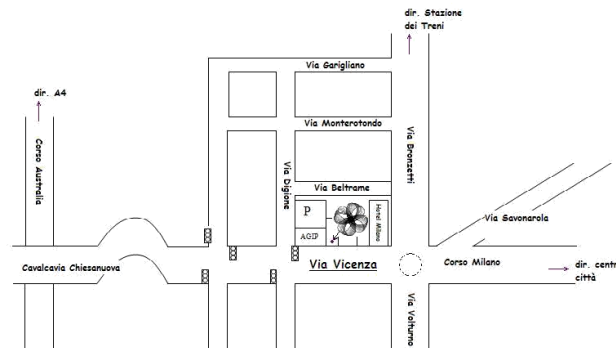 dir. Stazione
dei Treni
Via Garigliano
dir. A4
Via Monterotondo
Corso Australia
Via Digione
Via Bronzetti
Via Beltrame
P
Hotel Milano
Via Savonarola
AGIP
Cavalcavia Chiesanuova
Via Vicenza
Corso Milano
dir. centr
città
Via Volturno